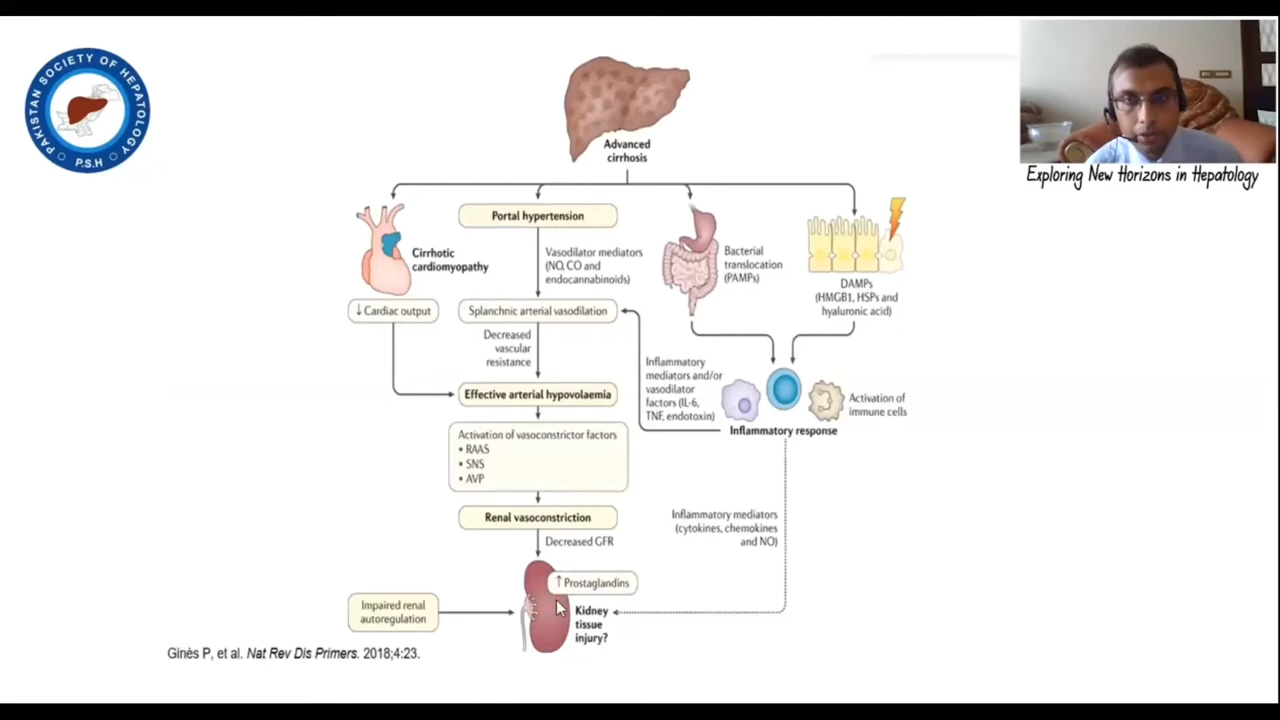 PAKISTAN SOCIETY OF HEPATOLOGY
P.S.H
Exploring New Horizons in Hepatology
Advanced
cirrhosis
Cirrhotic
cardiomyopathy
↓ Cardiac output
Portal hypertension
Vasodilator mediators
(NO, CO and
endocannabinoids)
Splanchnic arterial vasodilation
Decreased
vascular
resistance
Effective arterial hypovolaemia
Activation of vasoconstrictor factors
• RAAS
• SNS
• AVP
Renal vasoconstriction
Decreased GFR
↑ Prostaglandins
Kidney
tissue
injury?
Impaired renal
autoregulation
Bacterial
translocation
(PAMPs)
DAMPs
(HMGB1, HSPs and
hyaluronic acid)
Inflammatory
mediators and/or
vasodilator
factors (IL-6,
TNF, endotoxin)
Activation of
immune cells
Inflammatory response
Inflammatory mediators
(cytokines, chemokines
and NO)
Ginès P, et al. Nat Rev Dis Primers. 2018;4:23.